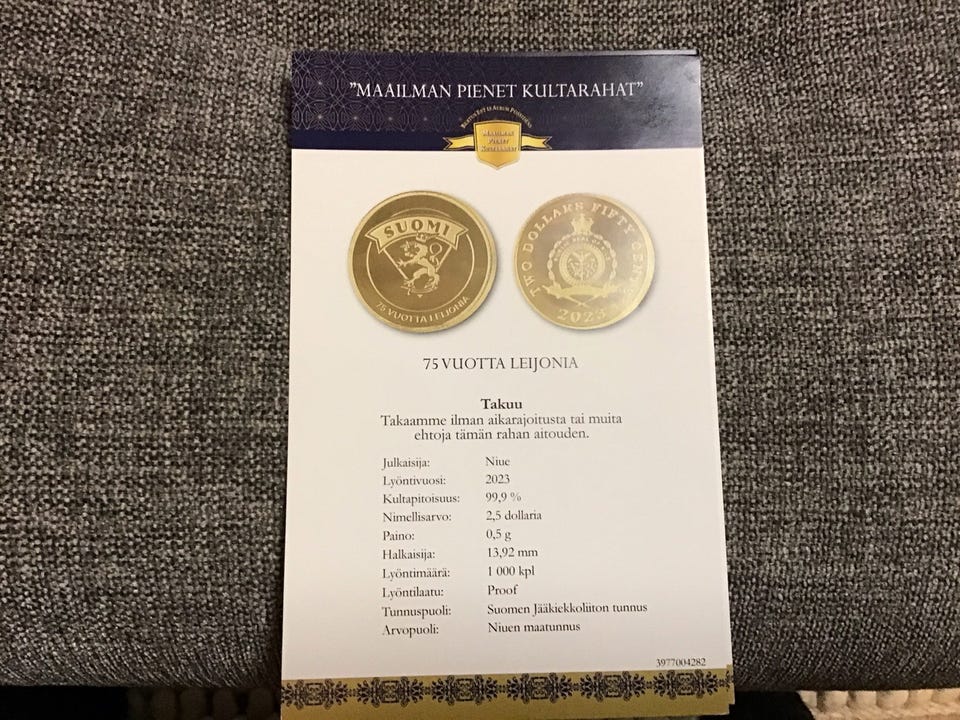 "MAAILMAN PIENET KULTARAHAT"
MAAILMAN
PIENET
KULTARAHAT
SUOMI
75 VUOTTA LEIJONIA
TWO DOLLARS FIFTY CENTS
2023
75 VUOTTA LEIJONIA
Takuu
Takaamme ilman aikarajoitusta tai muita
ehtoja tämän rahan aitouden.
Julkaisija: Niue
Lyöntivuosi: 2023
Kultapitoisuus: 99,9 %
Nimellisarvo: 2,5 dollaria
Paino: 0,5 g
Halkaisija: 13,92 mm
Lyöntimäärä: 1 000 kpl
Lyöntilaatu: Proof
Tunnuspuoli: Suomen Jääkiekkoliiton tunnus
Arvopuoli: Niuen maatunnus
3977004282